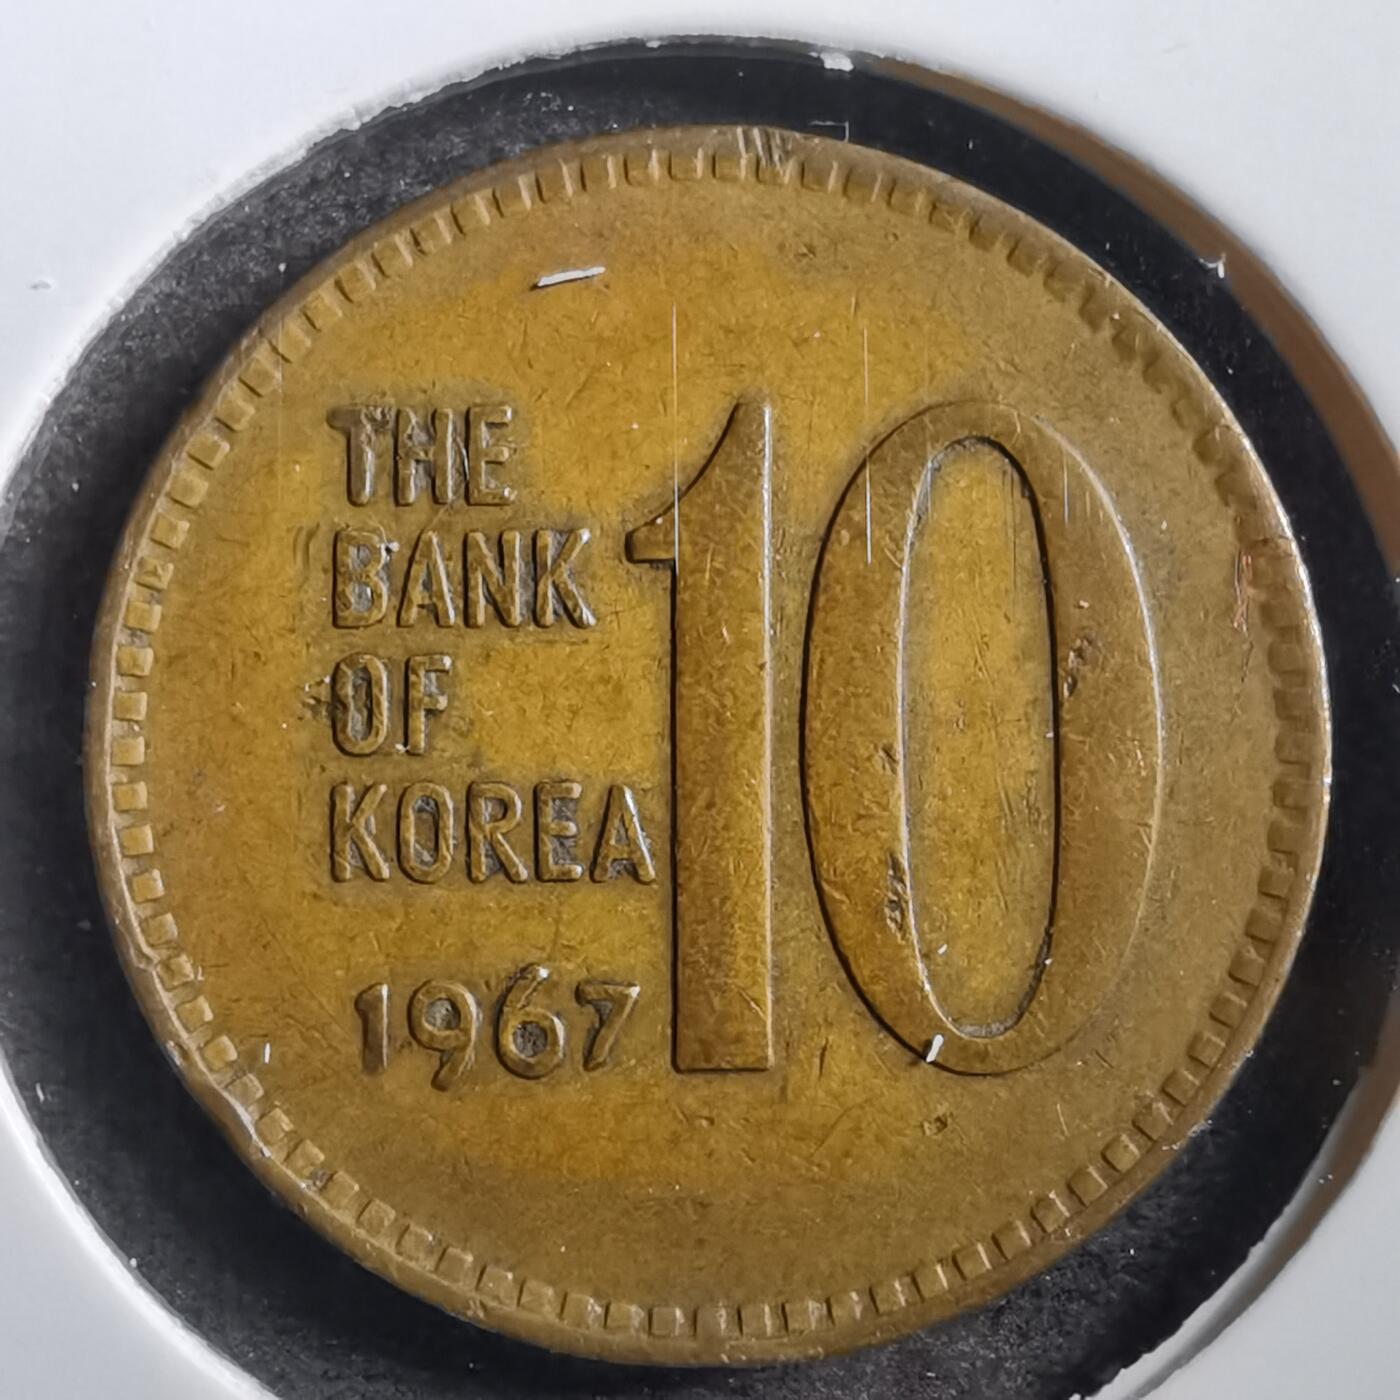 THE
BANK
OF
KOREA
1967
10